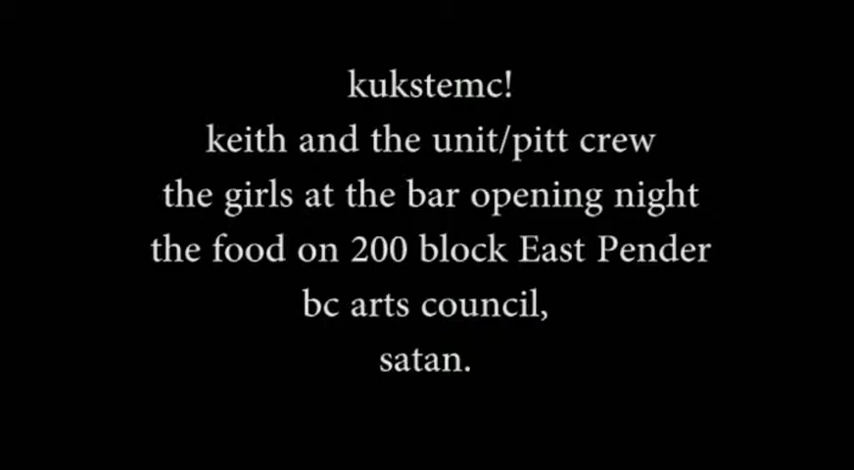 kukstemc!
keith and the unit/pitt crew
the girls at the bar opening night
the food on 200 block East Pender
bc arts council,
satan.